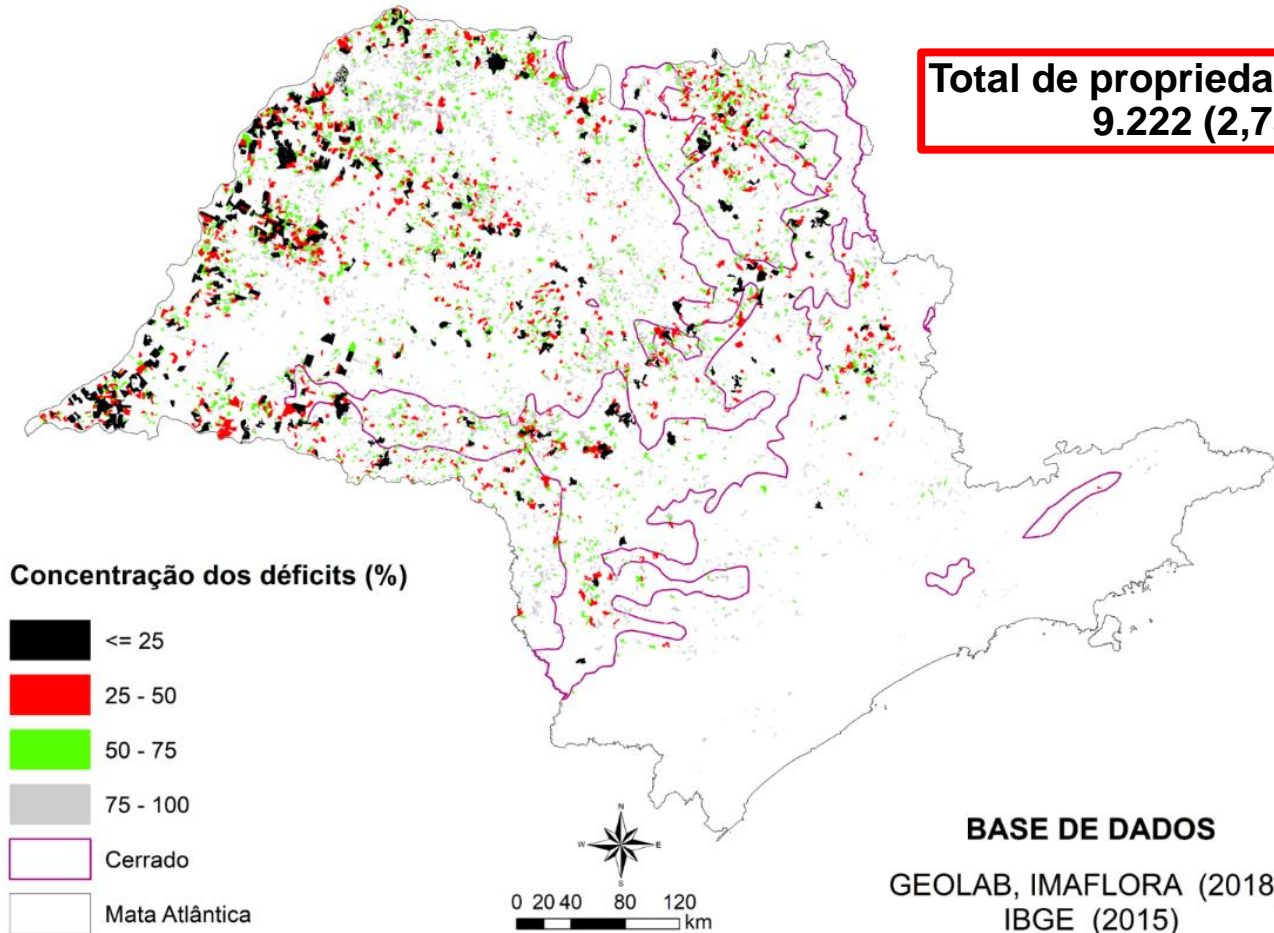 Total de proprieda
9.222 (2,7
Concentração dos déficits (%)
<= 25
25 - 50
50 - 75
75 - 100
Cerrado
Mata Atlântica
N
W E
S
0 20 40 80 120
km
BASE DE DADOS
GEOLAB, IMAFLORA (2018
IBGE (2015)